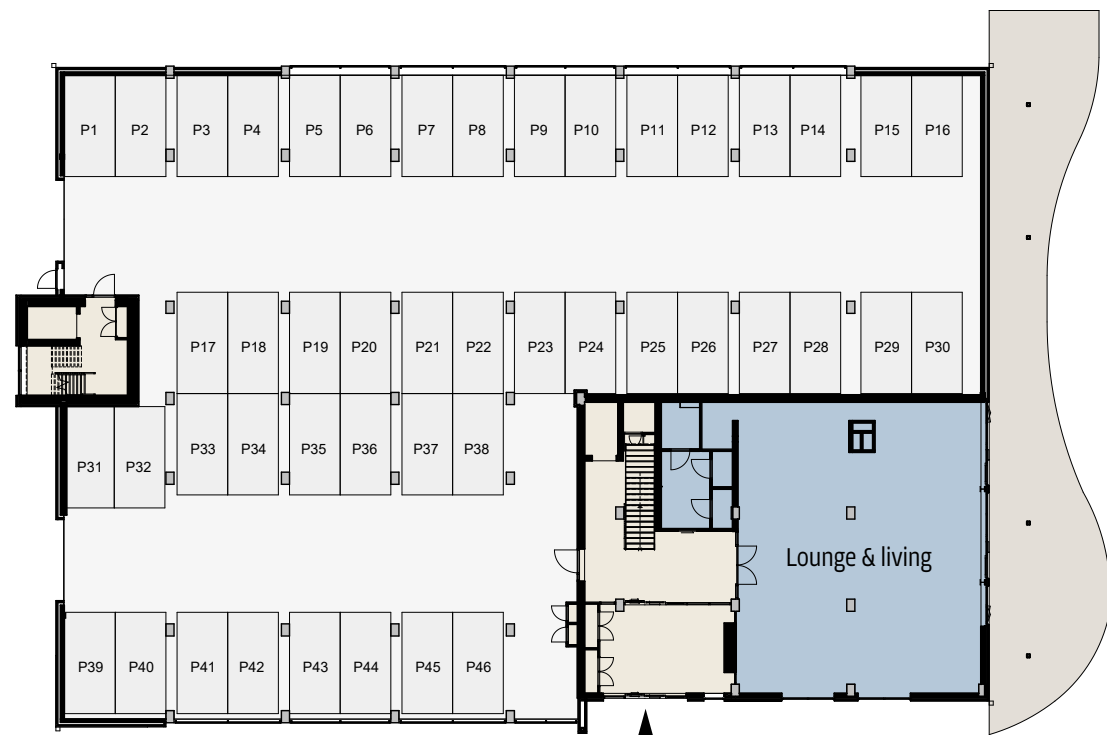 P1 P2 P3 P4 P5 P6 P7 P8 P9 P10 P11 P12 P13 P14 P15 P16
P17 P18 P19 P20 P21 P22 P23 P24 P25 P26 P27 P28 P29 P30
P31 P32 P33 P34 P35 P36 P37 P38
Lounge & living
P39 P40 P41 P42 P43 P44 P45 P46